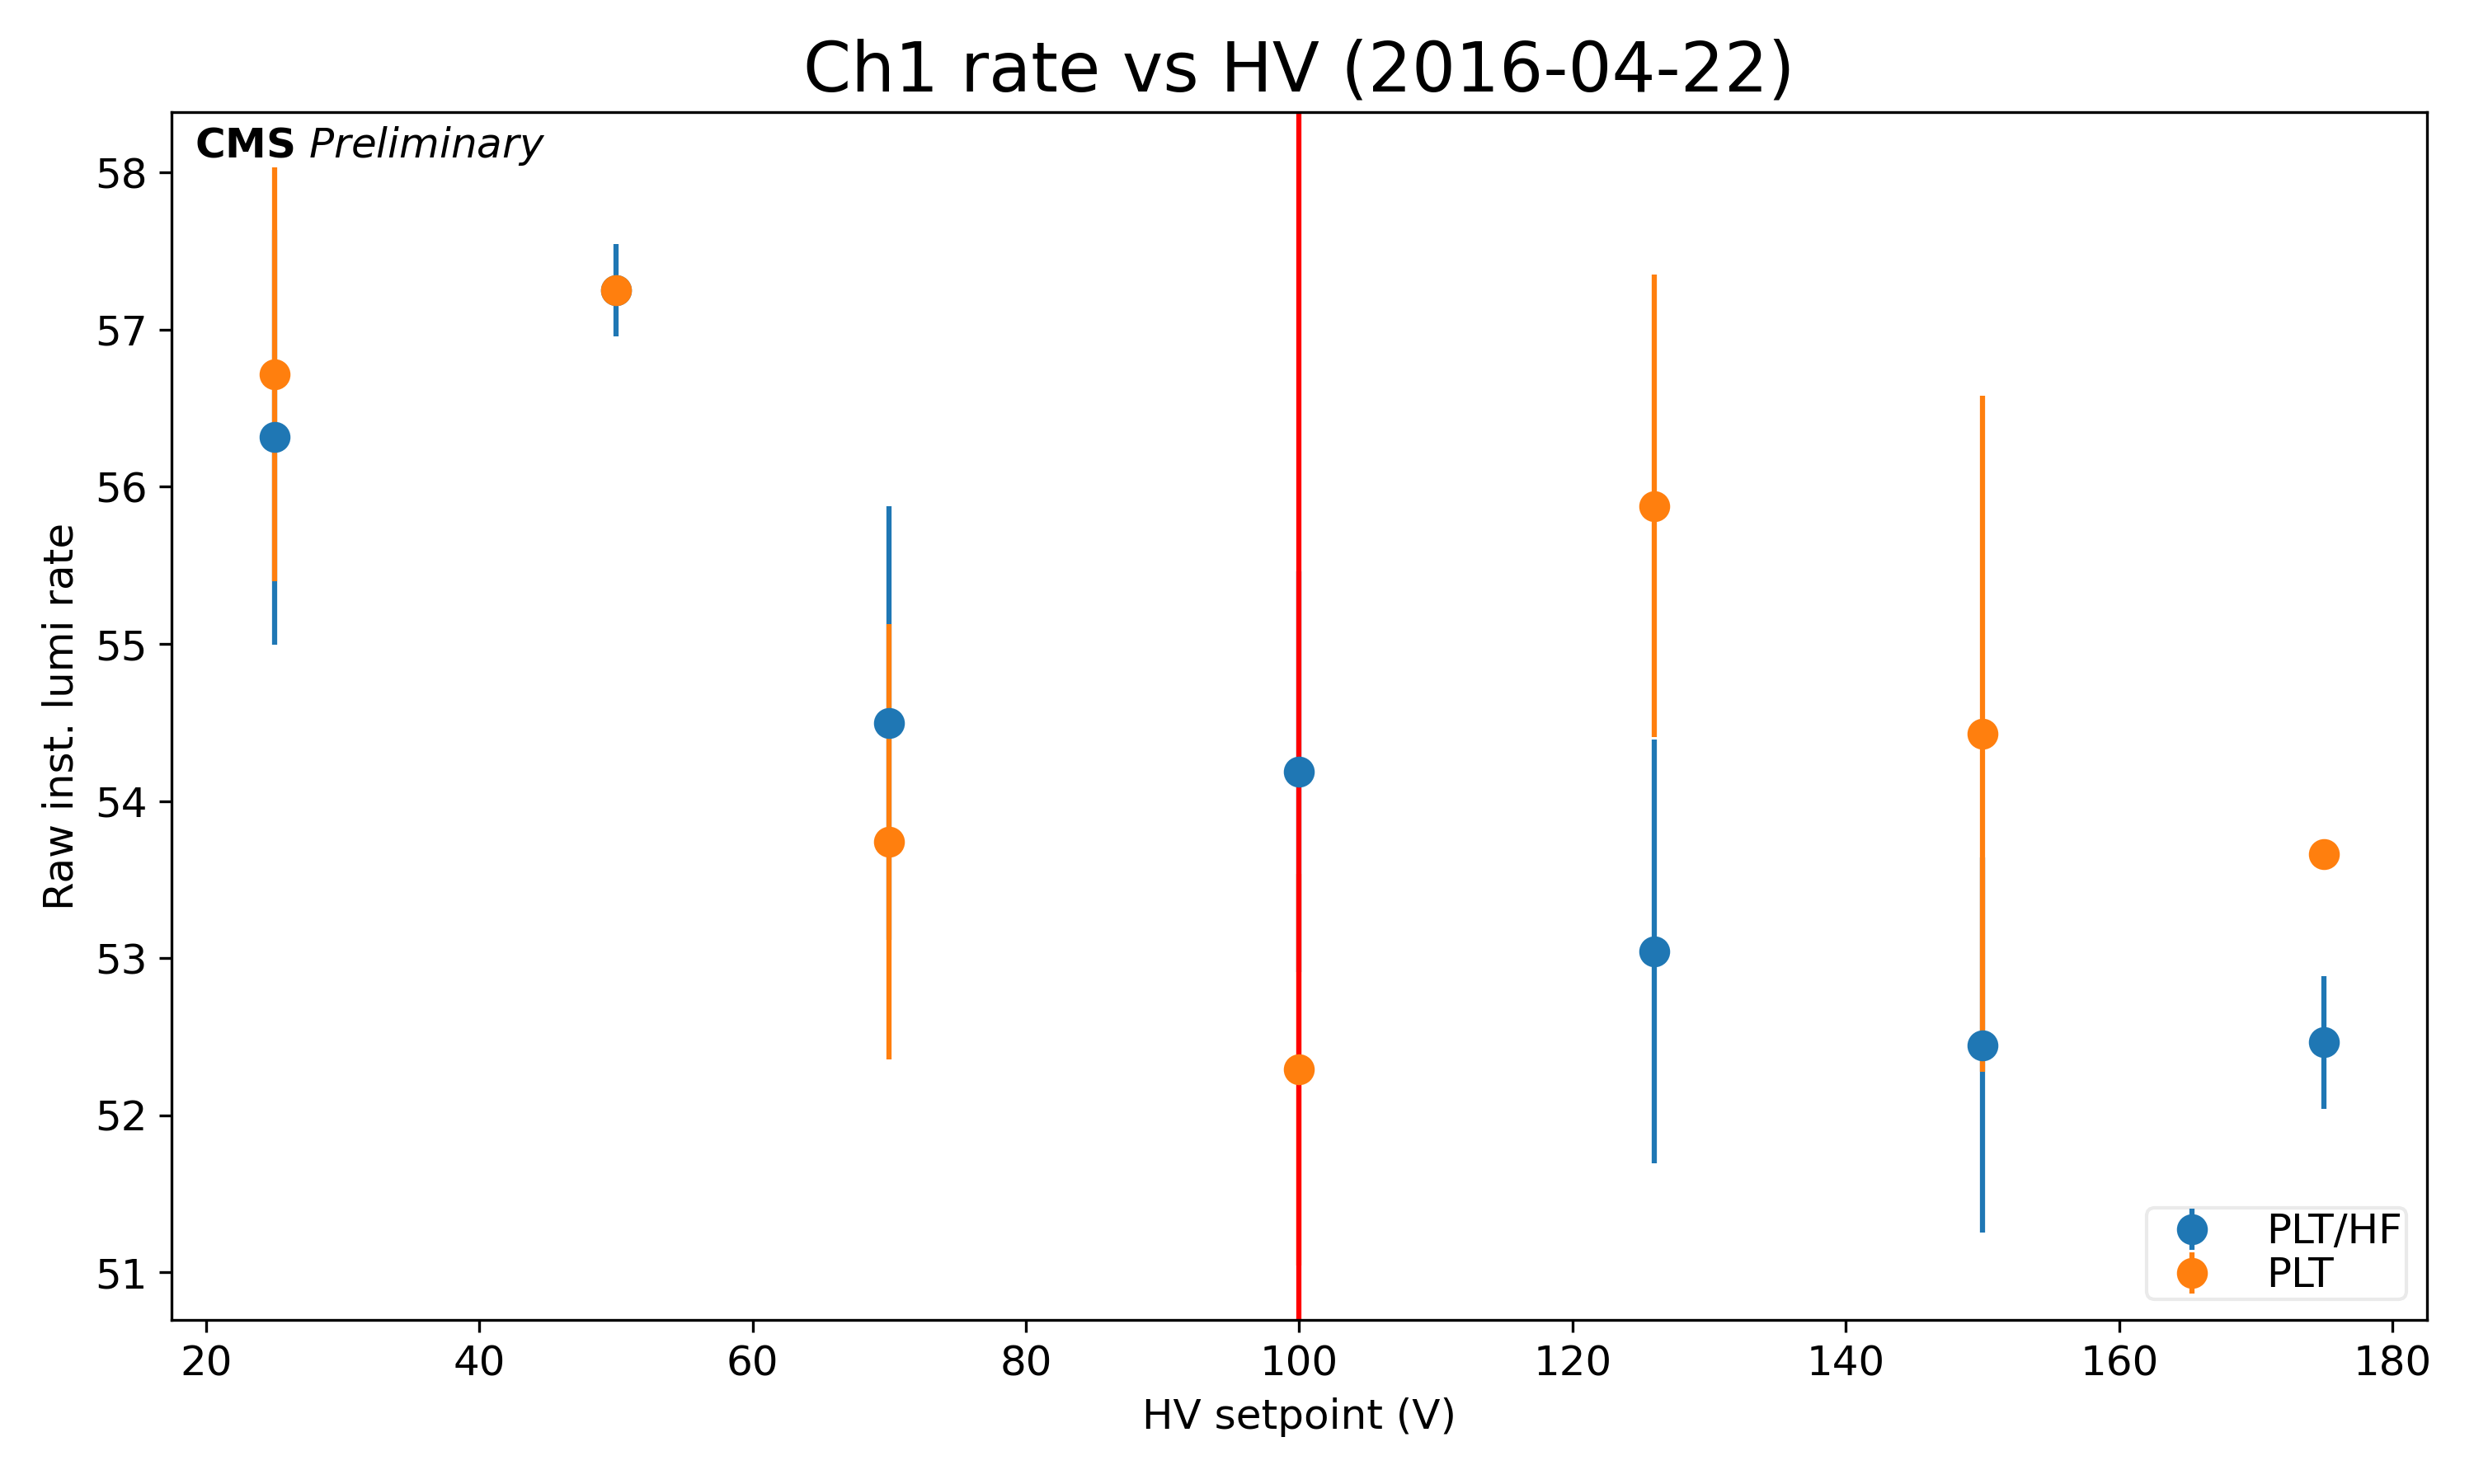 Ch1 rate vs HV (2016-04-22)
CMS Preliminary
58
57
56
55
54
53
52
51
Raw inst. lumi rate
PLT/HF
PLT
20 40 60 80 100 120 140 160 180
HV setpoint (V)